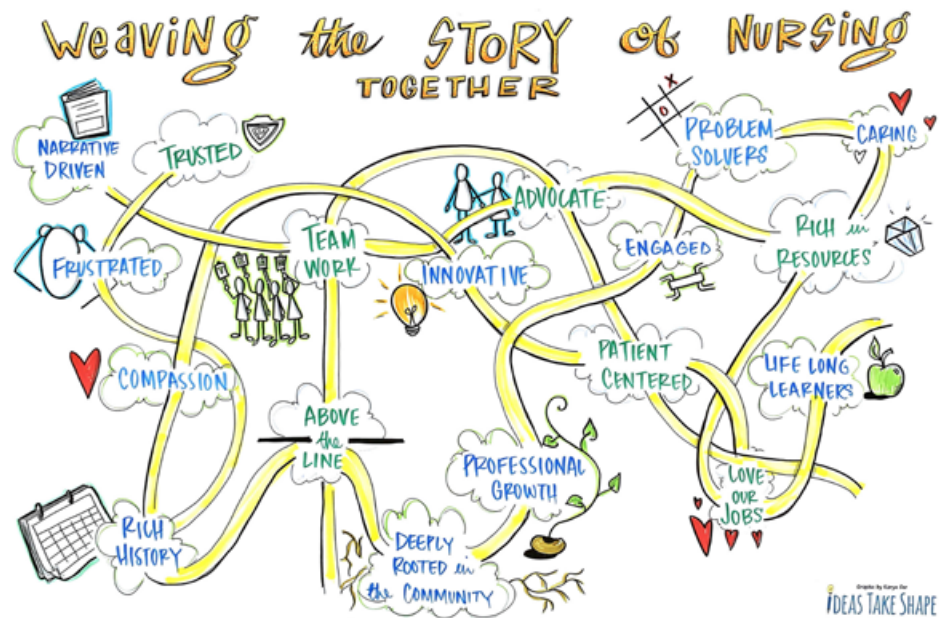 WEAVING the STORY of NURSING
TOGETHER
NARRATIVE
DRIVEN
TRUSTED
FRUSTRATED
TEAM
WORK
ADVOCATE
INNOVATIVE
PROBLEM
SOLVERS
CARING
ENGAGED
RICH in
RESOURCES
COMPASSION
PATIENT
CENTERED
LIFE LONG
LEARNERS
ABOVE
the
LINE
PROFESSIONAL
GROWTH
LOVE
OUR
JOBS
RICH
HISTORY
DEEPLY
ROOTED in
the COMMUNITY
X
O
IDEAS TAKE SHAPE